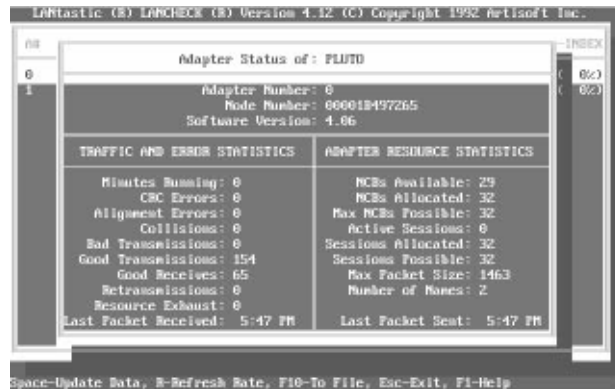 LANtastic (R) LANCHECK (R) Version 4.12 (C) Copyright 1992 Artisoft Inc.
A# -INDEX
Adapter Status of: PLUTO
0 ( 0%)
1 ( 0%)
Adapter Number: 0
Node Number: 00001B497265
Software Version: 4.06
TRAFFIC AND ERROR STATISTICS ADAPTER RESOURCE STATISTICS
Minutes Running: 0 NCBs Available: 29
CRC Errors: 0 NCBs Allocated: 32
Alignment Errors: 0 Max NCBs Possible: 32
Collisions: 0 Active Sessions: 0
Bad Transmissions: 0 Sessions Allocated: 32
Good Transmissions: 154 Sessions Possible: 32
Good Receives: 65 Max Packet Size: 1463
Retransmissions: 0 Number of Names: 2
Resource Exhaust: 0
Last Packet Received: 5:47 PM Last Packet Sent: 5:47 PM
Space-Update Data, R-Refresh Rate, F10-To File, Esc-Exit, F1-Help